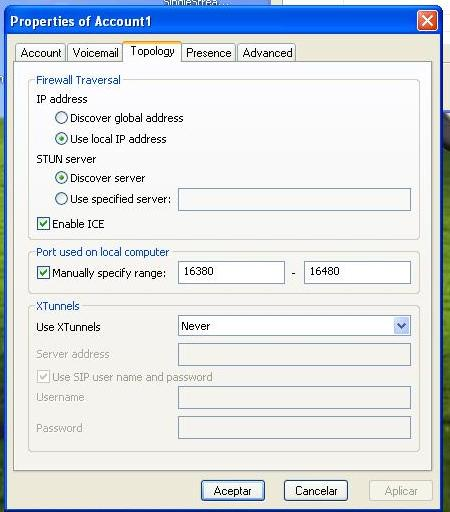 Properties of Account1
Account Voicemail Topology Presence Advanced
Firewall Traversal
IP address
Discover global address
Use local IP address
STUN server
Discover server
Use specified server:
Enable ICE
Port used on local computer
Manually specify range: 16380 - 16480
XTunnels
Use XTunnels Never
Server address
Use SIP user name and password
Username
Password
Aceptar Cancelar Aplicar